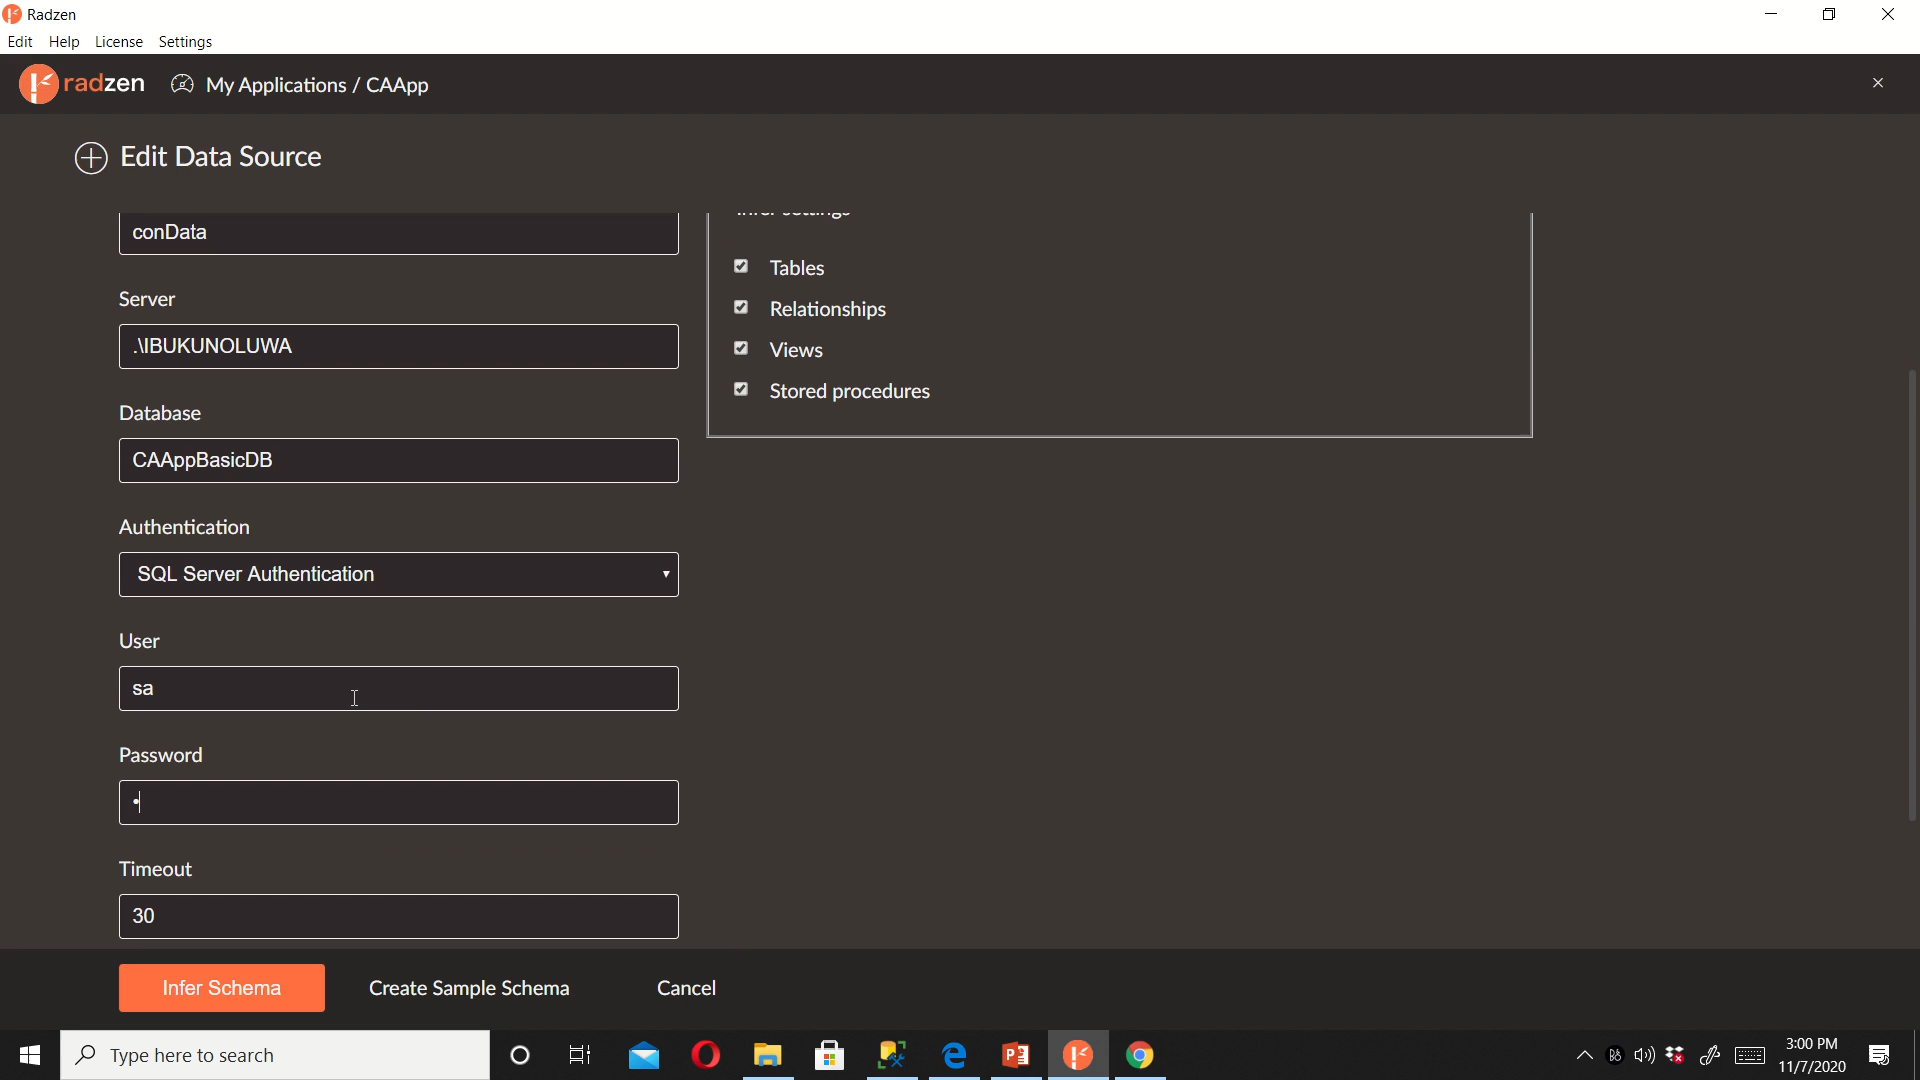 Radzen
Edit Help License Settings
radzen My Applications / CAApp
Edit Data Source
conData
Server
.\IBUKUNOLUWA
Database
CAAppBasicDB
Authentication
SQL Server Authentication
User
sa
Password
Timeout
30
Infer settings
Tables
Relationships
Views
Stored procedures
Infer Schema Create Sample Schema Cancel
Type here to search
3:00 PM
11/7/2020